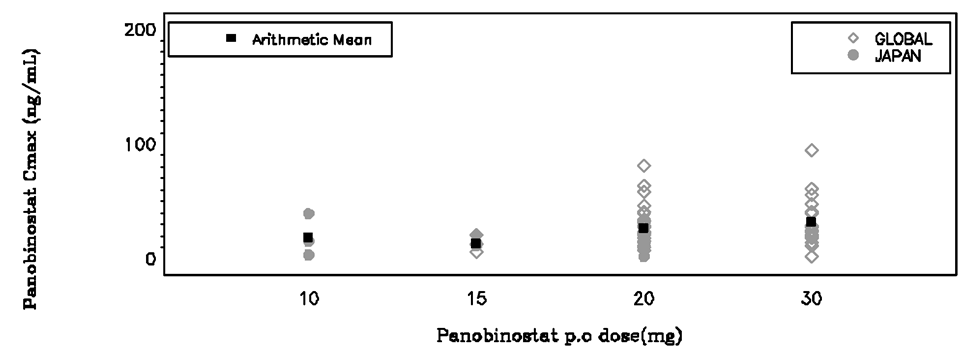 200
100
0
Panobinostat Cmax (ng/mL)
Arithmetic Mean
GLOBAL
JAPAN
10 15 20 30
Panobinostat p.o dose(mg)